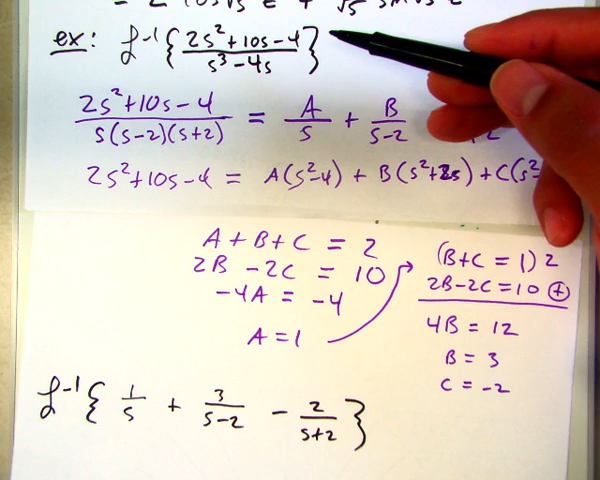 ex: ℒ⁻¹{(2s²+10s-4)/(s³-4s)}
(2s²+10s-4)/(s(s-2)(s+2)) = A/s + B/(s-2)
2s²+10s-4 = A(s²-4) + B(s²+2s) + C(s²-
A+B+C = 2
2B -2C = 10
-4A = -4
A = 1
(B+C = 1) 2
2B-2C = 10 ⊕
4B = 12
B = 3
C = -2
ℒ⁻¹{1/s + 3/(s-2) - 2/(s+2)}